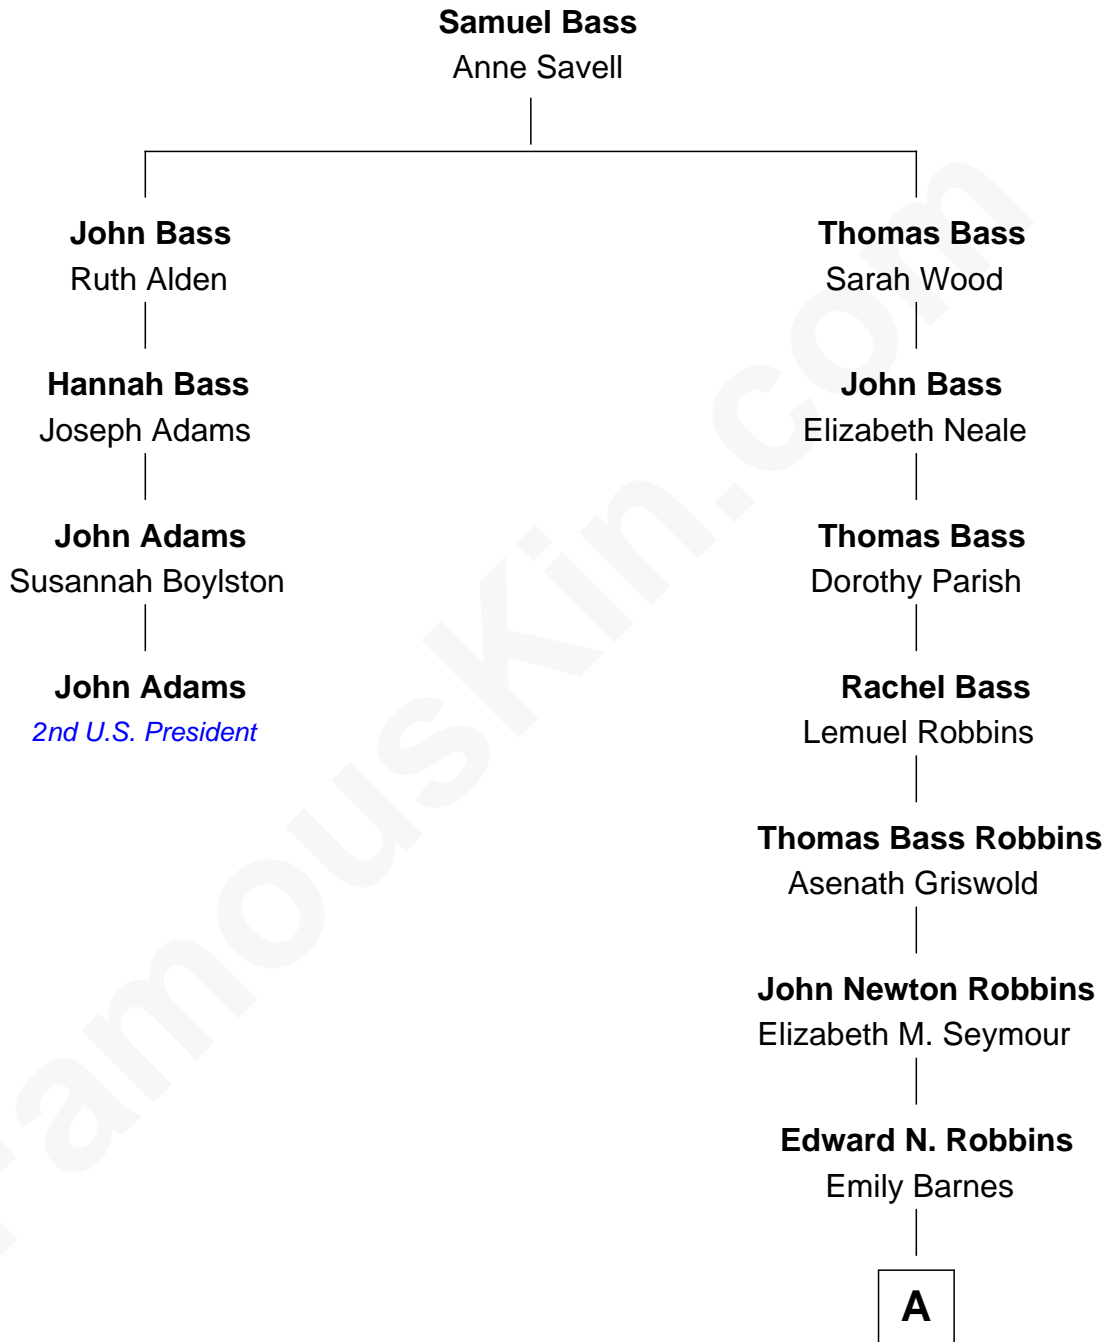 Samuel Bass
Anne Savell
John Bass
Ruth Alden
Thomas Bass
Sarah Wood
Hannah Bass
Joseph Adams
John Bass
Elizabeth Neale
John Adams
Susannah Boylston
Thomas Bass
Dorothy Parish
John Adams
2nd U.S. President
Rachel Bass
Lemuel Robbins
Thomas Bass Robbins
Asenath Griswold
John Newton Robbins
Elizabeth M. Seymour
Edward N. Robbins
Emily Barnes
A
FamousKin.com